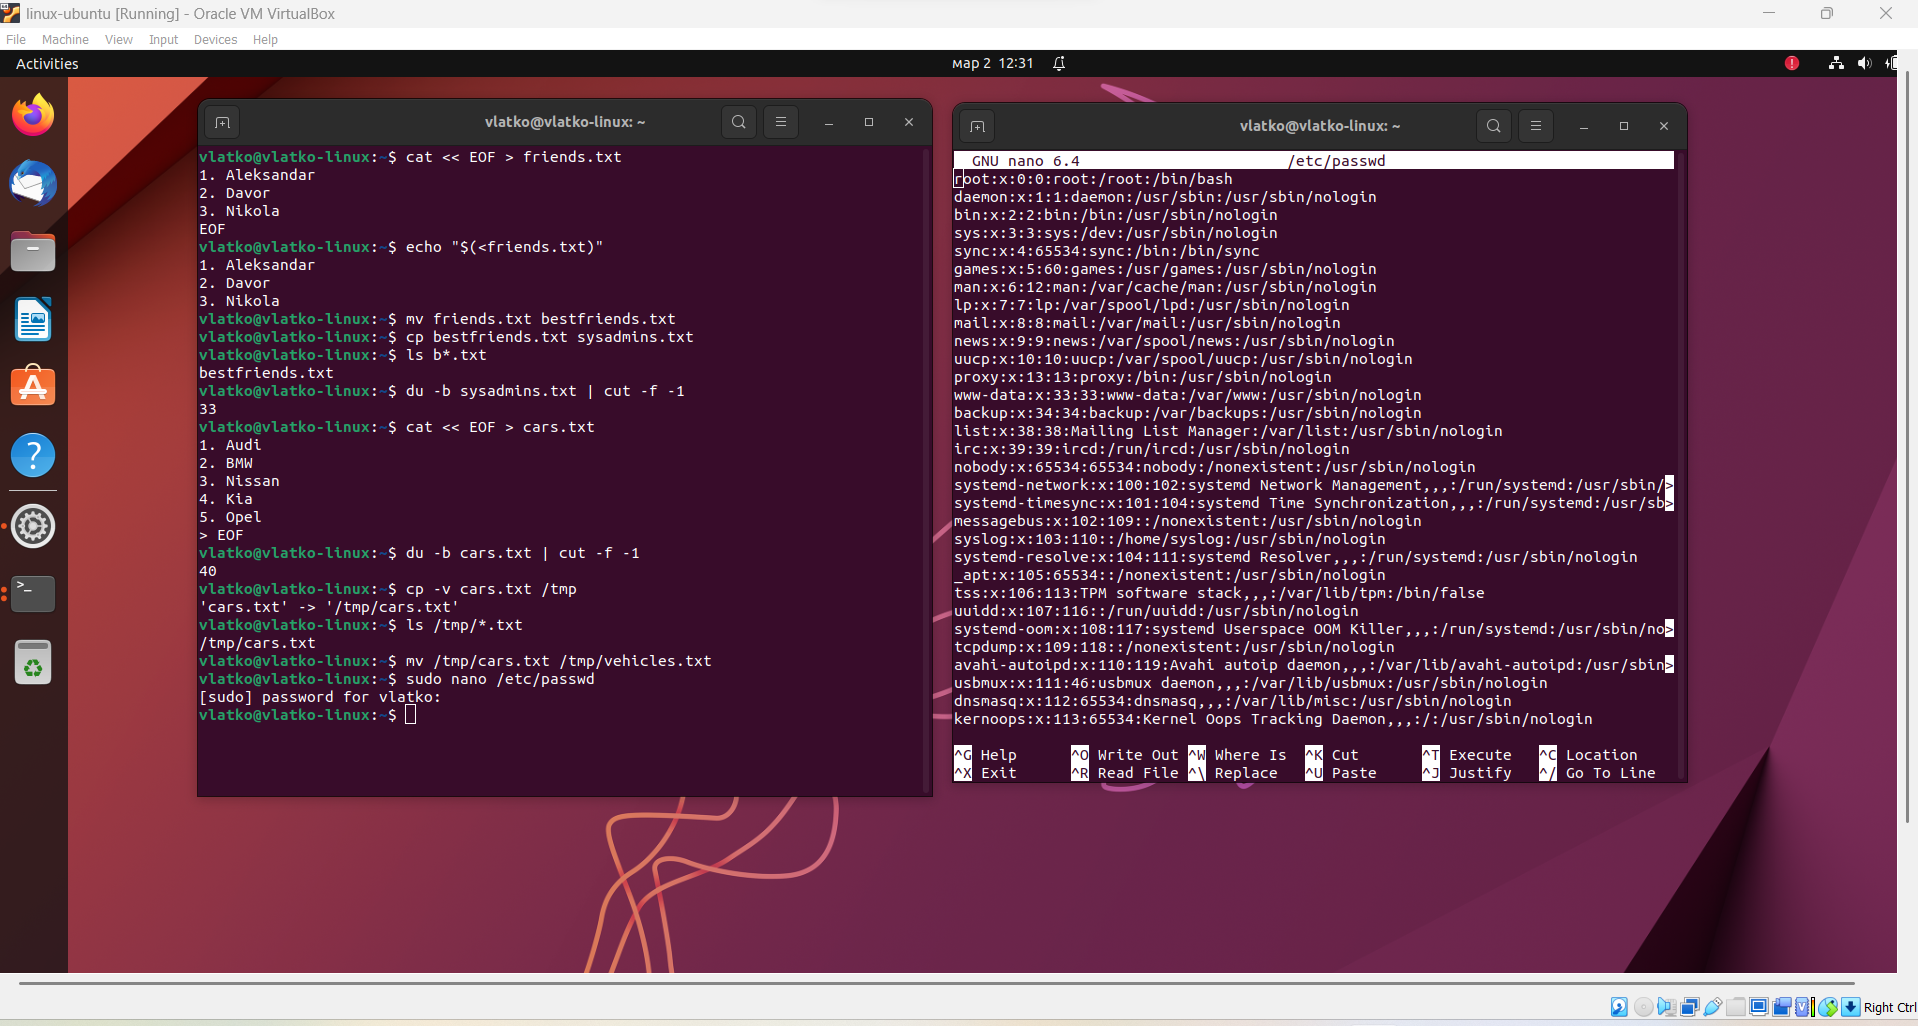 linux-ubuntu [Running] - Oracle VM VirtualBox
File Machine View Input Devices Help
Activities
мар 2 12:31
vlatko@vlatko-linux: ~
vlatko@vlatko-linux:~$ cat << EOF > friends.txt
1. Aleksandar
2. Davor
3. Nikola
EOF
vlatko@vlatko-linux:~$ echo "$(<friends.txt)"
1. Aleksandar
2. Davor
3. Nikola
vlatko@vlatko-linux:~$ mv friends.txt bestfriends.txt
vlatko@vlatko-linux:~$ cp bestfriends.txt sysadmins.txt
vlatko@vlatko-linux:~$ ls b*.txt
bestfriends.txt
vlatko@vlatko-linux:~$ du -b sysadmins.txt | cut -f -1
33
vlatko@vlatko-linux:~$ cat << EOF > cars.txt
1. Audi
2. BMW
3. Nissan
4. Kia
5. Opel
> EOF
vlatko@vlatko-linux:~$ du -b cars.txt | cut -f -1
40
vlatko@vlatko-linux:~$ cp -v cars.txt /tmp
'cars.txt' -> '/tmp/cars.txt'
vlatko@vlatko-linux:~$ ls /tmp/*.txt
/tmp/cars.txt
vlatko@vlatko-linux:~$ mv /tmp/cars.txt /tmp/vehicles.txt
vlatko@vlatko-linux:~$ sudo nano /etc/passwd
[sudo] password for vlatko:
vlatko@vlatko-linux:~$
vlatko@vlatko-linux: ~
GNU nano 6.4 /etc/passwd
root:x:0:0:root:/root:/bin/bash
daemon:x:1:1:daemon:/usr/sbin:/usr/sbin/nologin
bin:x:2:2:bin:/bin:/usr/sbin/nologin
sys:x:3:3:sys:/dev:/usr/sbin/nologin
sync:x:4:65534:sync:/bin:/bin/sync
games:x:5:60:games:/usr/games:/usr/sbin/nologin
man:x:6:12:man:/var/cache/man:/usr/sbin/nologin
lp:x:7:7:lp:/var/spool/lpd:/usr/sbin/nologin
mail:x:8:8:mail:/var/mail:/usr/sbin/nologin
news:x:9:9:news:/var/spool/news:/usr/sbin/nologin
uucp:x:10:10:uucp:/var/spool/uucp:/usr/sbin/nologin
proxy:x:13:13:proxy:/bin:/usr/sbin/nologin
www-data:x:33:33:www-data:/var/www:/usr/sbin/nologin
backup:x:34:34:backup:/var/backups:/usr/sbin/nologin
list:x:38:38:Mailing List Manager:/var/list:/usr/sbin/nologin
irc:x:39:39:ircd:/run/ircd:/usr/sbin/nologin
nobody:x:65534:65534:nobody:/nonexistent:/usr/sbin/nologin
systemd-network:x:100:102:systemd Network Management,,,:/run/systemd:/usr/sbin/>
systemd-timesync:x:101:104:systemd Time Synchronization,,,:/run/systemd:/usr/sb>
messagebus:x:102:109::/nonexistent:/usr/sbin/nologin
syslog:x:103:110::/home/syslog:/usr/sbin/nologin
systemd-resolve:x:104:111:systemd Resolver,,,:/run/systemd:/usr/sbin/nologin
_apt:x:105:65534::/nonexistent:/usr/sbin/nologin
tss:x:106:113:TPM software stack,,,:/var/lib/tpm:/bin/false
uuidd:x:107:116::/run/uuidd:/usr/sbin/nologin
systemd-oom:x:108:117:systemd Userspace OOM Killer,,,:/run/systemd:/usr/sbin/no>
tcpdump:x:109:118::/nonexistent:/usr/sbin/nologin
avahi-autoipd:x:110:119:Avahi autoip daemon,,,:/var/lib/avahi-autoipd:/usr/sbin>
usbmux:x:111:46:usbmux daemon,,,:/var/lib/usbmux:/usr/sbin/nologin
dnsmasq:x:112:65534:dnsmasq,,,:/var/lib/misc:/usr/sbin/nologin
kernoops:x:113:65534:Kernel Oops Tracking Daemon,,,:/:/usr/sbin/nologin
^G Help ^O Write Out ^W Where Is ^K Cut ^T Execute ^C Location
^X Exit ^R Read File ^\ Replace ^U Paste ^J Justify ^/ Go To Line
Right Ctrl